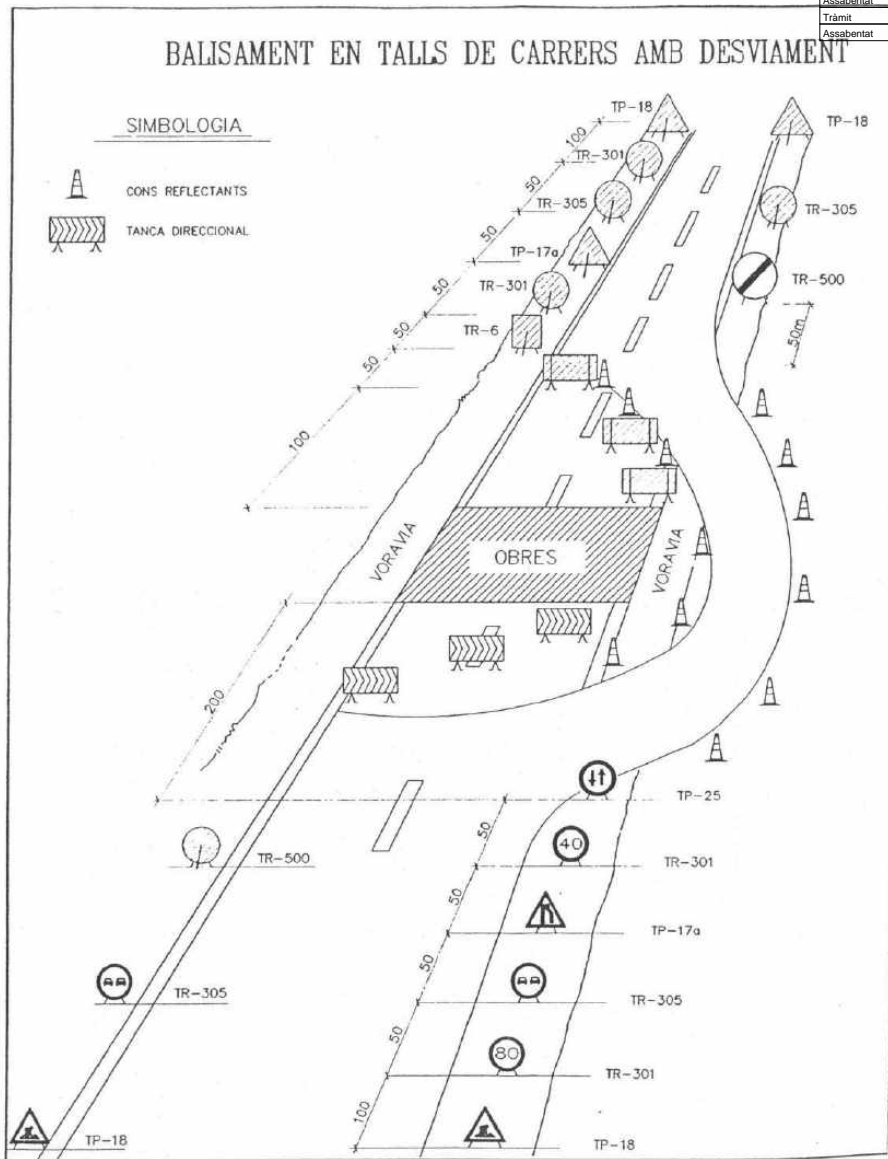 Assabentat
Tràmit
Assabentat
BALISAMENT EN TALLS DE CARRERS AMB DESVIAMENT
SIMBOLOGIA
CONS REFLECTANTS
TANCA DIRECCIONAL
TP-18
TP-18
100
TR-301
50
TR-305
TR-305
50
TP-17a
50
TR-301
TR-500
50
TR-6
50m
50
50
100
VORAVIA
OBRES
VORAVIA
200
TP-25
50
40
TR-500
TR-301
50
TP-17a
50
TR-305
TR-305
50
80
TR-301
100
TP-18
TP-18